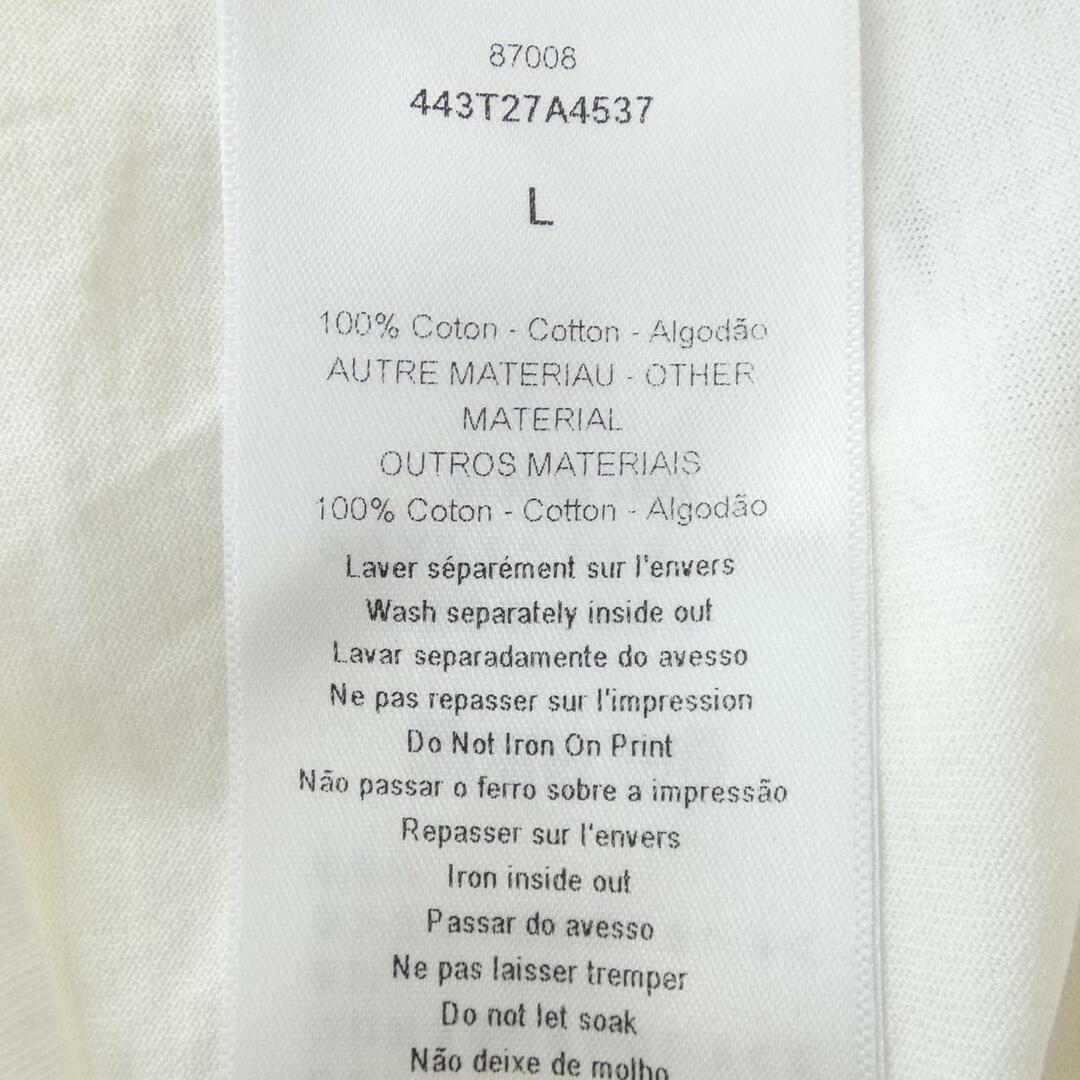 87008
443T27A4537
L
100% Coton - Cotton - Algodão
AUTRE MATERIAU - OTHER
MATERIAL
OUTROS MATERIAIS
100% Coton - Cotton - Algodão
Laver séparément sur l'envers
Wash separately inside out
Lavar separadamente do avesso
Ne pas repasser sur l'impression
Do Not Iron On Print
Não passar o ferro sobre a impressão
Repasser sur l'envers
Iron inside out
Passar do avesso
Ne pas laisser tremper
Do not let soak
Não deixe de molho